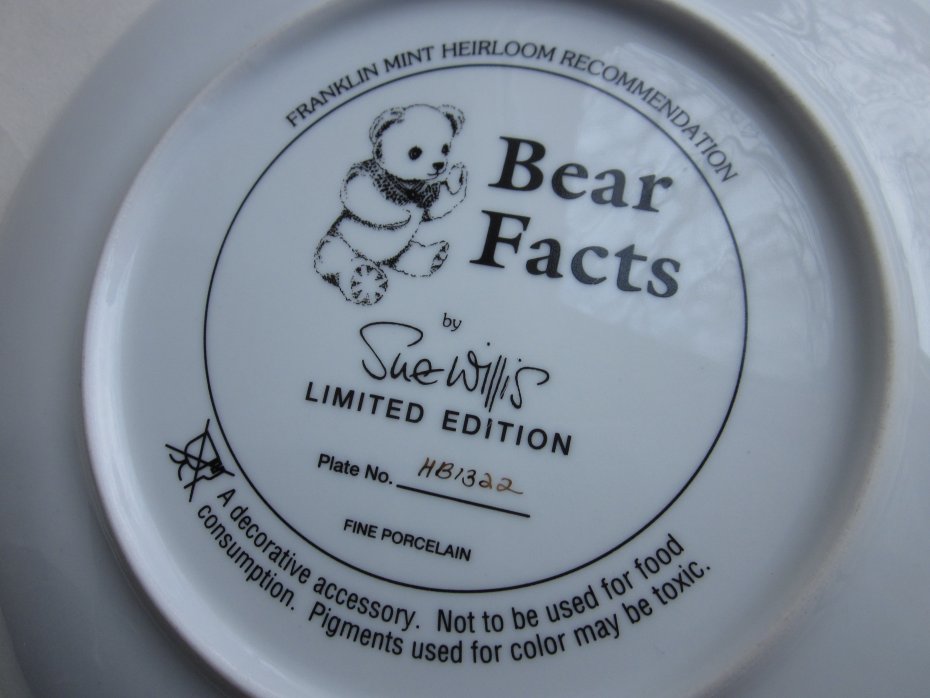 FRANKLIN MINT HEIRLOOM RECOMMENDATION
Bear
Facts
by
Sue Willis
LIMITED EDITION
Plate No. HB1322
FINE PORCELAIN
A decorative accessory. Not to be used for food
consumption. Pigments used for color may be toxic.